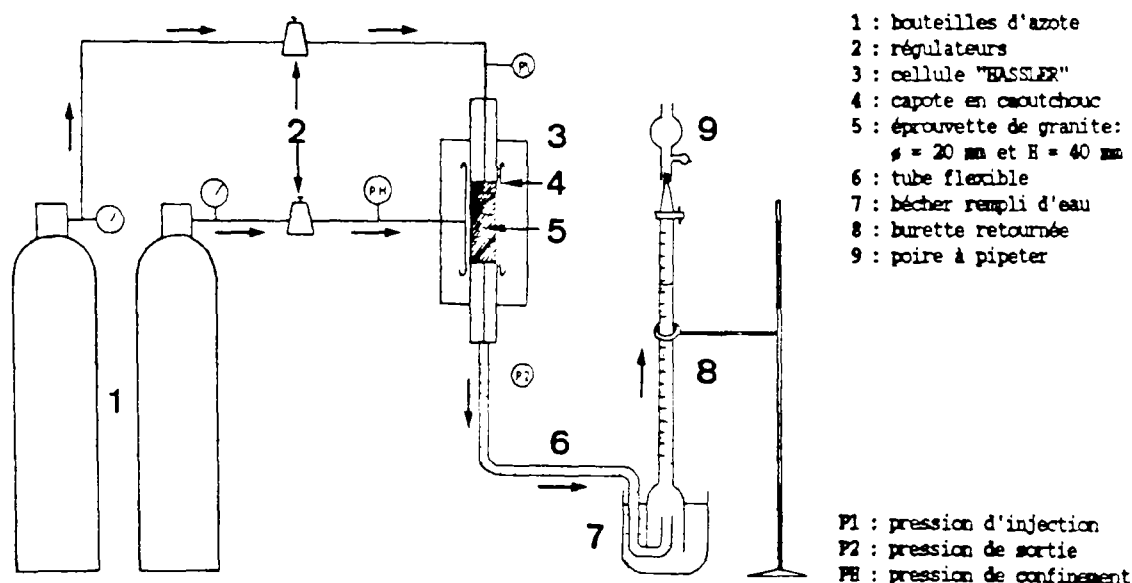 1 : bouteilles d'azote
2 : régulateurs
3 : cellule "HASSLER"
4 : capote en caoutchouc
5 : éprouvette de granite:
ø = 20 mm et H = 40 mm
6 : tube flexible
7 : bécher rempli d'eau
8 : burette retournée
9 : poire à pipeter
P1
2
3
9
PH
4
5
P2
1
8
6
7
P1 : pression d'injection
P2 : pression de sortie
PH : pression de confinement